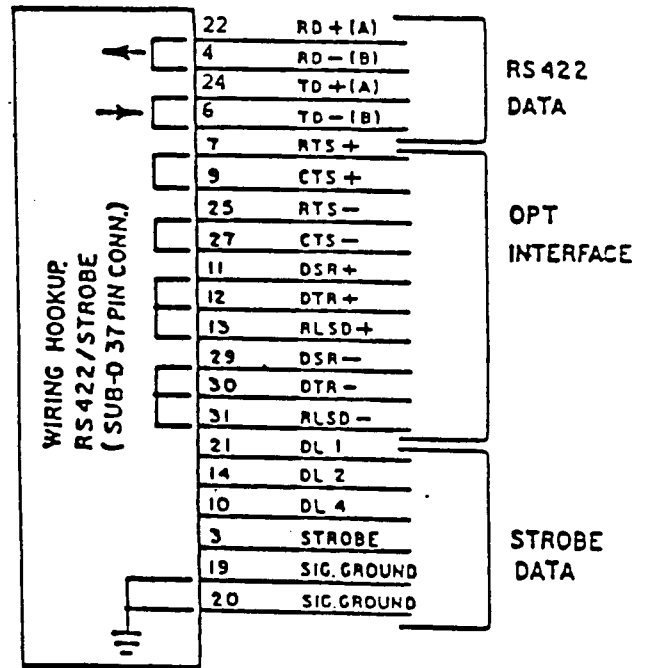 22 RD+(A)
4 RD-(B)
24 TD+(A)
6 TD-(B)
7 RTS+
9 CTS+
25 RTS-
27 CTS-
11 DSR+
12 DTR+
13 RLSD+
29 DSR-
30 DTR-
31 RLSD-
21 DL 1
14 DL 2
10 DL 4
3 STROBE
19 SIG. GROUND
20 SIG. GROUND
RS422
DATA
OPT
INTERFACE
STROBE
DATA
WIRING HOOKUP.
RS422/STROBE
(SUB-D 37 PIN CONN.)